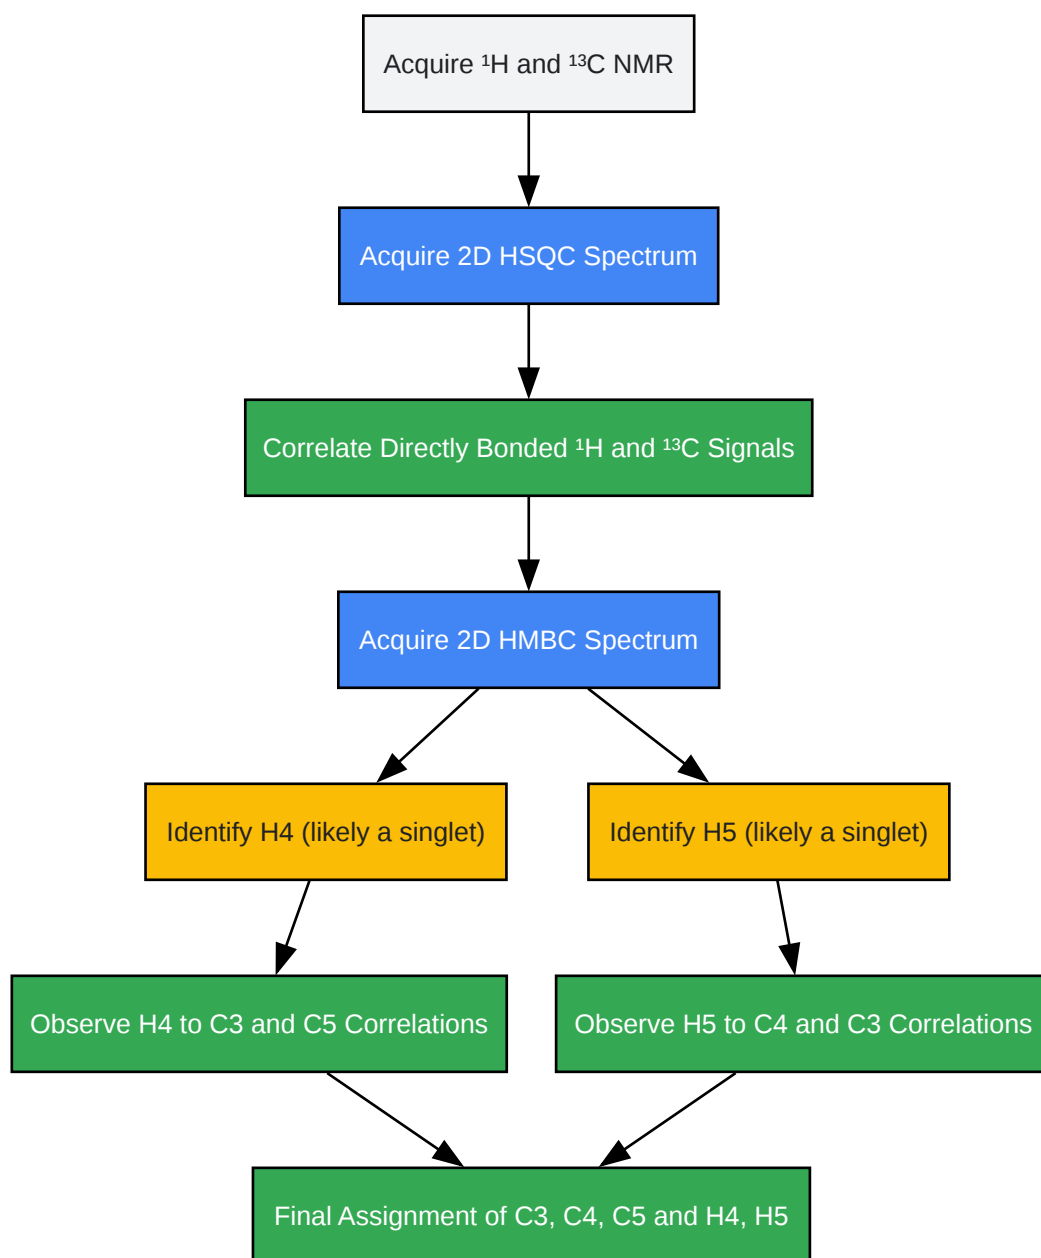 Acquire ¹H and ¹³C NMR
Acquire 2D HSQC Spectrum
Correlate Directly Bonded ¹H and ¹³C Signals
Acquire 2D HMBC Spectrum
Identify H4 (likely a singlet)
Identify H5 (likely a singlet)
Observe H4 to C3 and C5 Correlations
Observe H5 to C4 and C3 Correlations
Final Assignment of C3, C4, C5 and H4, H5